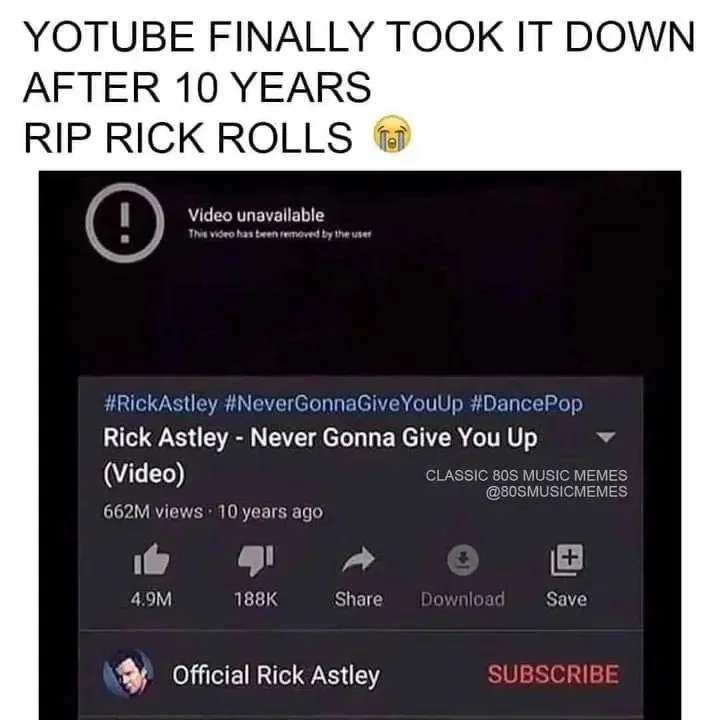 YOTUBE FINALLY TOOK IT DOWN
AFTER 10 YEARS
RIP RICK ROLLS 😭
Video unavailable
This video has been removed by the user
#RickAstley #NeverGonnaGiveYouUp #DancePop
Rick Astley - Never Gonna Give You Up
(Video)
CLASSIC 80S MUSIC MEMES
@80SMUSICMEMES
662M views · 10 years ago
4.9M 188K Share Download Save
Official Rick Astley SUBSCRIBE